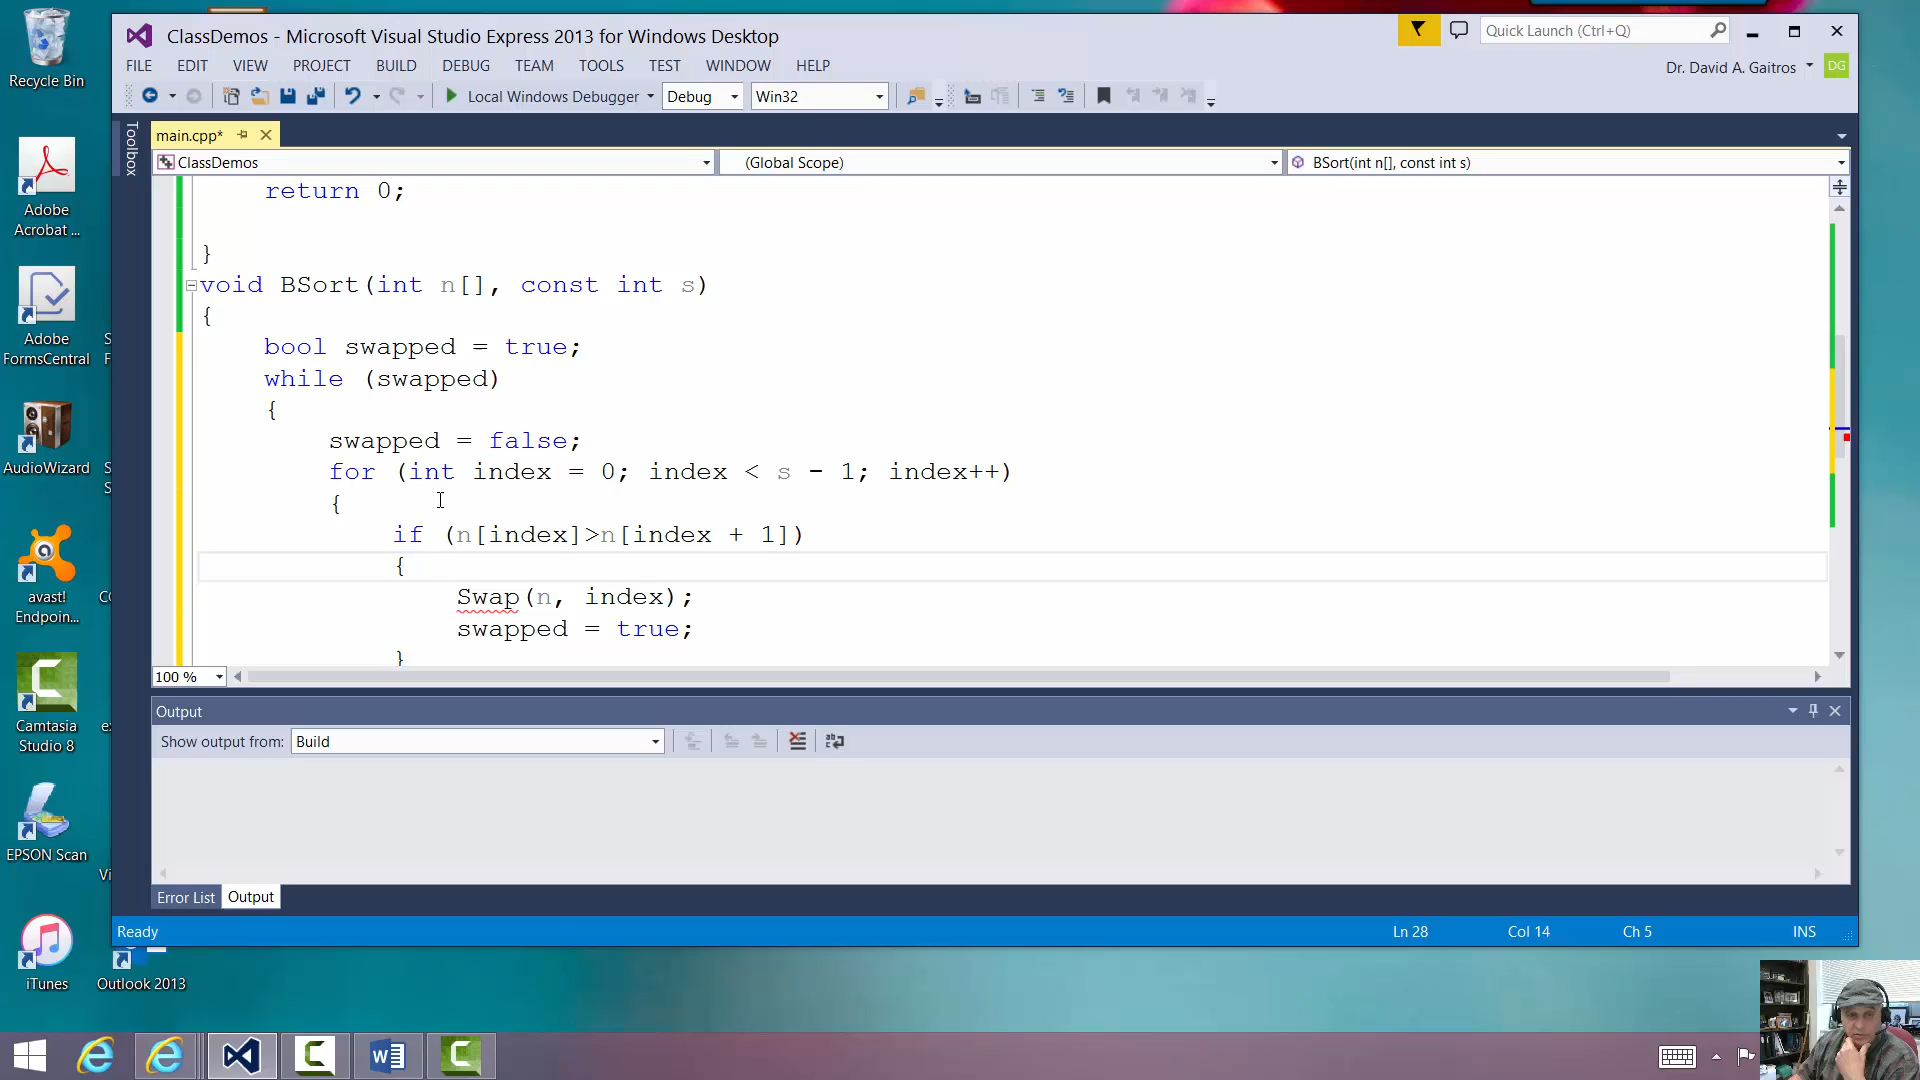 Recycle Bin
Adobe
Acrobat ...
Adobe
FormsCentral
AudioWizard
avast!
Endpoin...
Camtasia
Studio 8
EPSON Scan
iTunes
Outlook 2013
ClassDemos - Microsoft Visual Studio Express 2013 for Windows Desktop
Quick Launch (Ctrl+Q)
FILE EDIT VIEW PROJECT BUILD DEBUG TEAM TOOLS TEST WINDOW HELP
Dr. David A. Gaitros DG
Local Windows Debugger Debug Win32
Toolbox
main.cpp*
ClassDemos (Global Scope) BSort(int n[], const int s)
return 0;
}
void BSort(int n[], const int s)
{
bool swapped = true;
while (swapped)
{
swapped = false;
for (int index = 0; index < s - 1; index++)
{
if (n[index]>n[index + 1])
{
Swap(n, index);
swapped = true;
}
100 %
Output
Show output from: Build
Error List Output
Ready Ln 28 Col 14 Ch 5 INS